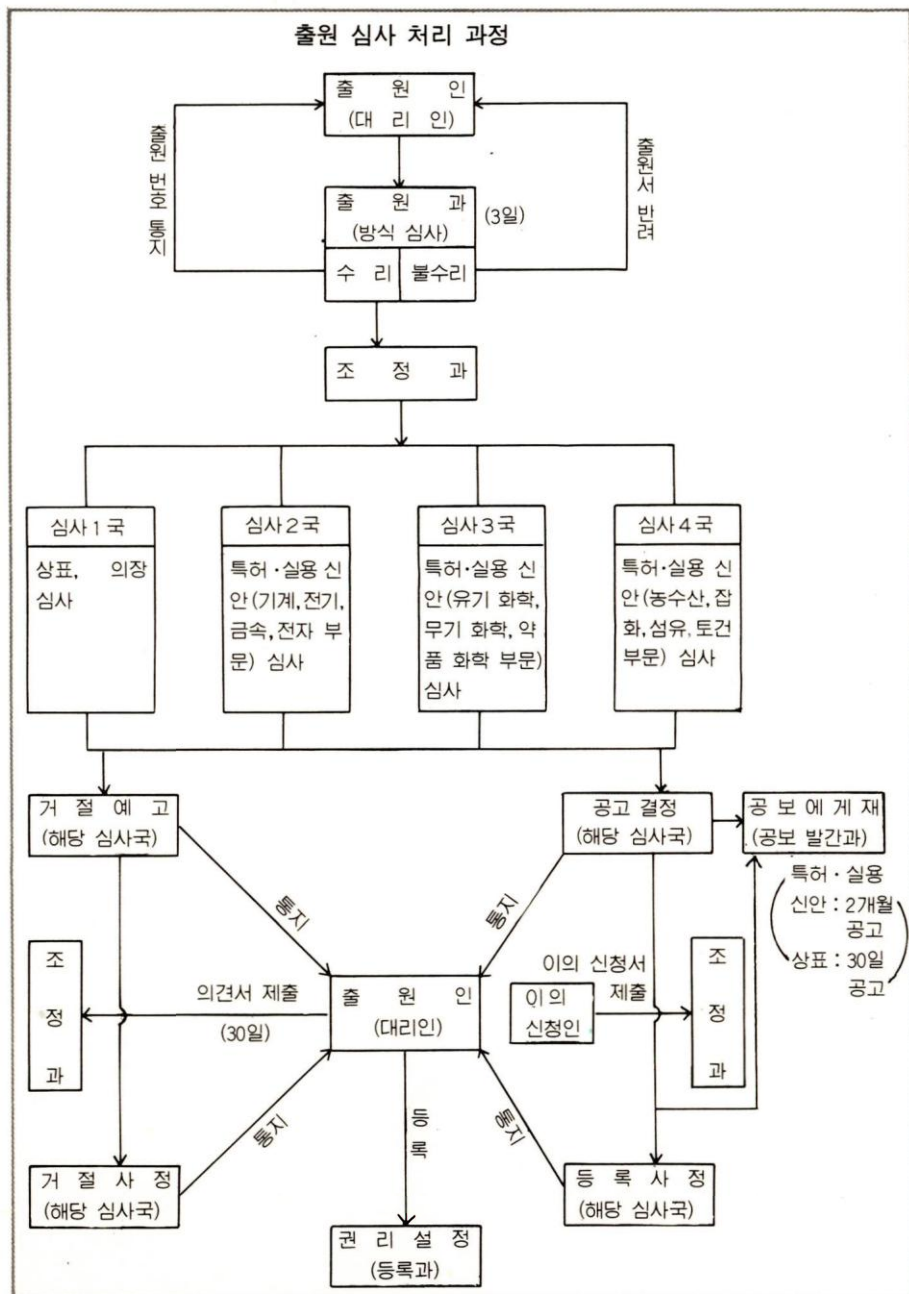 출원 심사 처리 과정
출 원 인
(대 리 인)
출원 번호 통지
출원서 반려
출 원 과
(방식 심사)
(3일)
수 리
불수리
조 정 과
심사1국
상표, 의장
심사
심사2국
특허·실용 신
안(기계,전기,
금속,전자 부
문) 심사
심사3국
특허·실용 신
안(유기 화학,
무기 화학, 약
품 화학 부문)
심사
심사4국
특허·실용 신
안(농수산,잡
화,섬유,토건
부문) 심사
거 절 예 고
(해당 심사국)
공고 결정
(해당 심사국)
공 보 에 게 재
(공보 발간과)
특허·실용
신안 : 2개월
공고
상표 : 30일
공고
통지
통지
조 정 과
의견서 제출
(30일)
출 원 인
(대리인)
이의 신청서
제출
이 의
신청인
조 정 과
통지
등 록
통지
거 절 사 정
(해당 심사국)
등 록 사 정
(해당 심사국)
권 리 설 정
(등록과)